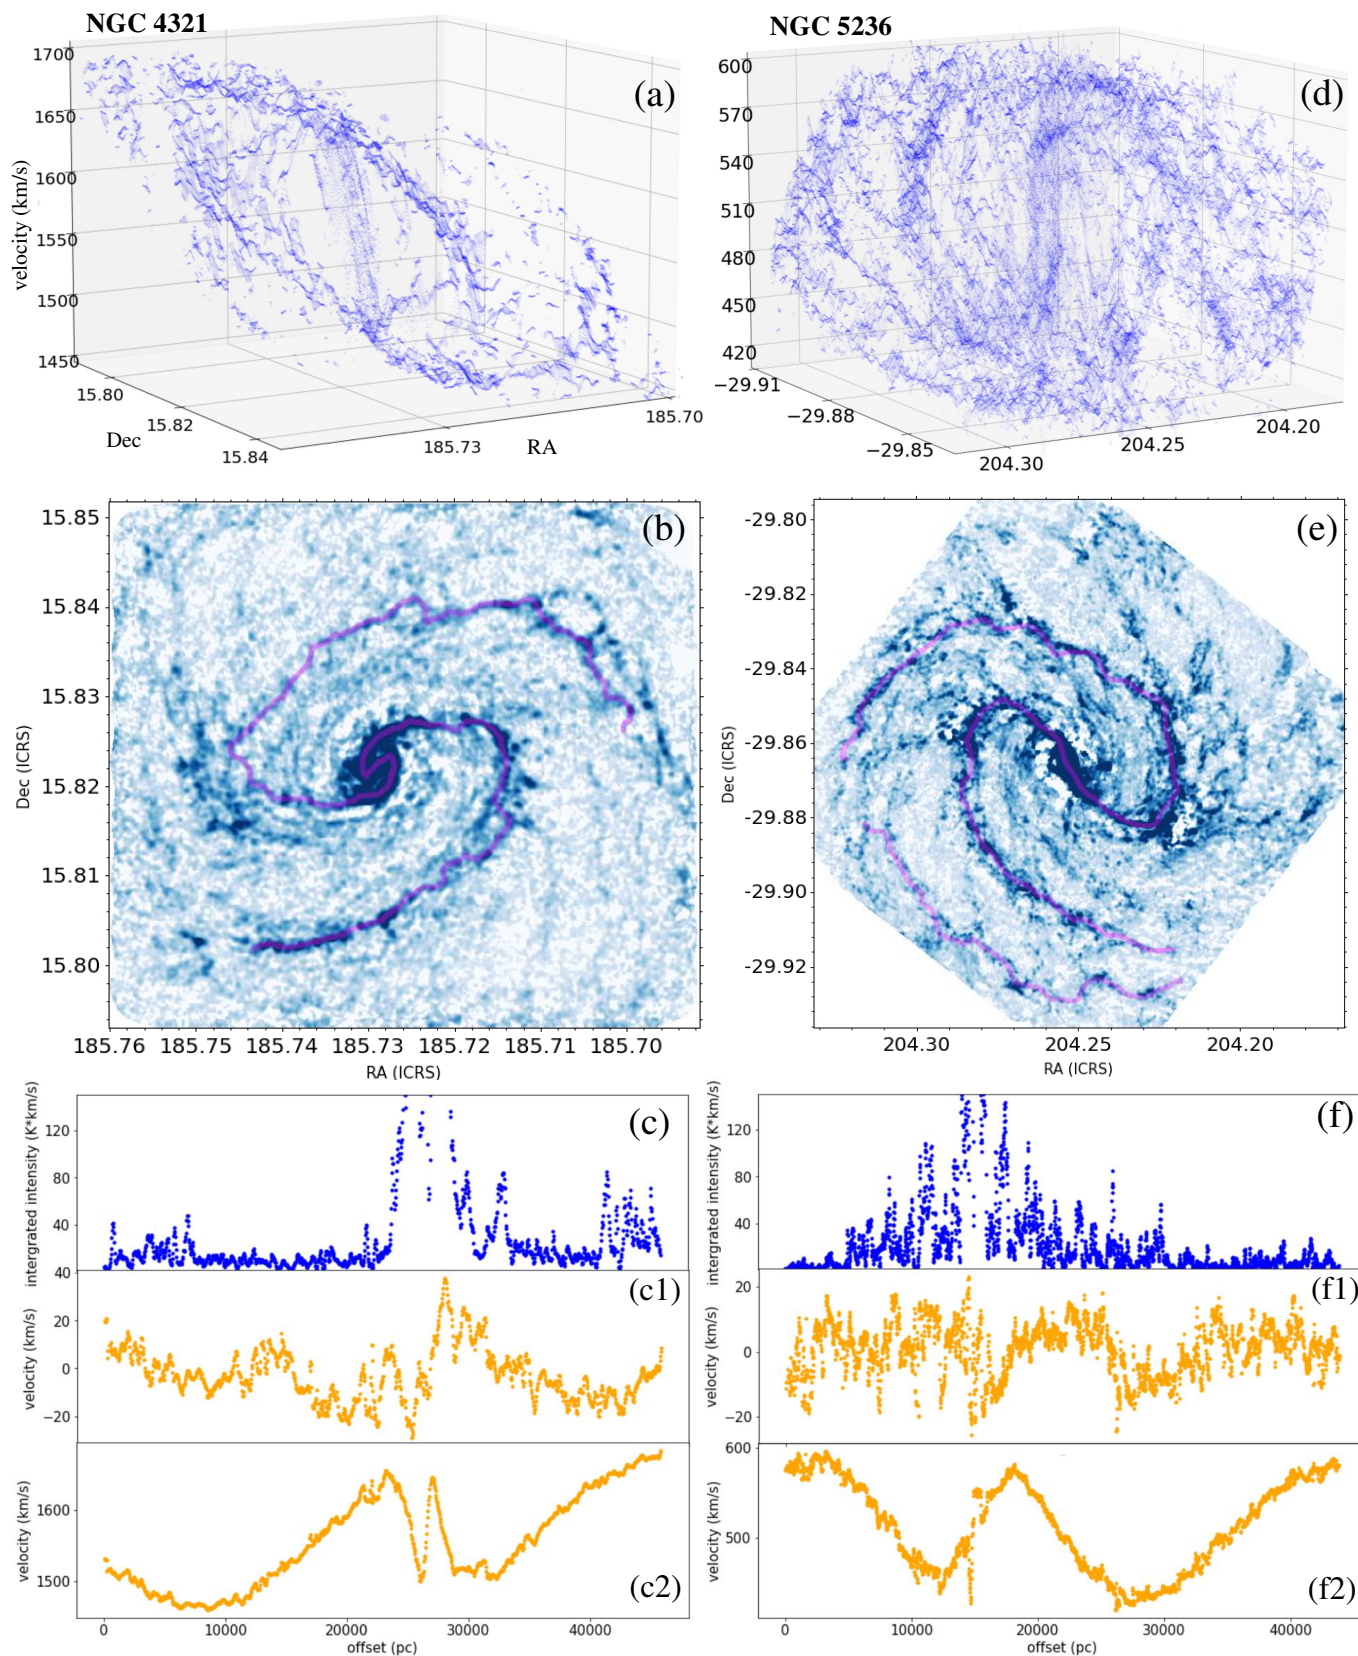 NGC 4321
NGC 5236
(a)
1700
1650
1600
1550
1500
1450
velocity (km/s)
15.80
15.82
15.84
Dec
185.73
RA
185.70
(d)
600
570
540
510
480
450
420
−29.91
−29.88
−29.85
204.30
204.25
204.20
(b)
15.85
15.84
15.83
15.82
15.81
15.80
Dec (ICRS)
185.76 185.75 185.74 185.73 185.72 185.71 185.70
RA (ICRS)
(e)
-29.80
-29.82
-29.84
-29.86
-29.88
-29.90
-29.92
Dec (ICRS)
204.30 204.25 204.20
RA (ICRS)
(c)
intergrated intensity (K*km/s)
120
80
40
(c1)
velocity (km/s)
40
20
0
−20
(c2)
velocity (km/s)
1600
1500
0 10000 20000 30000 40000
offset (pc)
(f)
intergrated intensity (K*km/s)
120
80
40
(f1)
velocity (km/s)
20
0
−20
(f2)
velocity (km/s)
600
500
0 10000 20000 30000 40000
offset (pc)